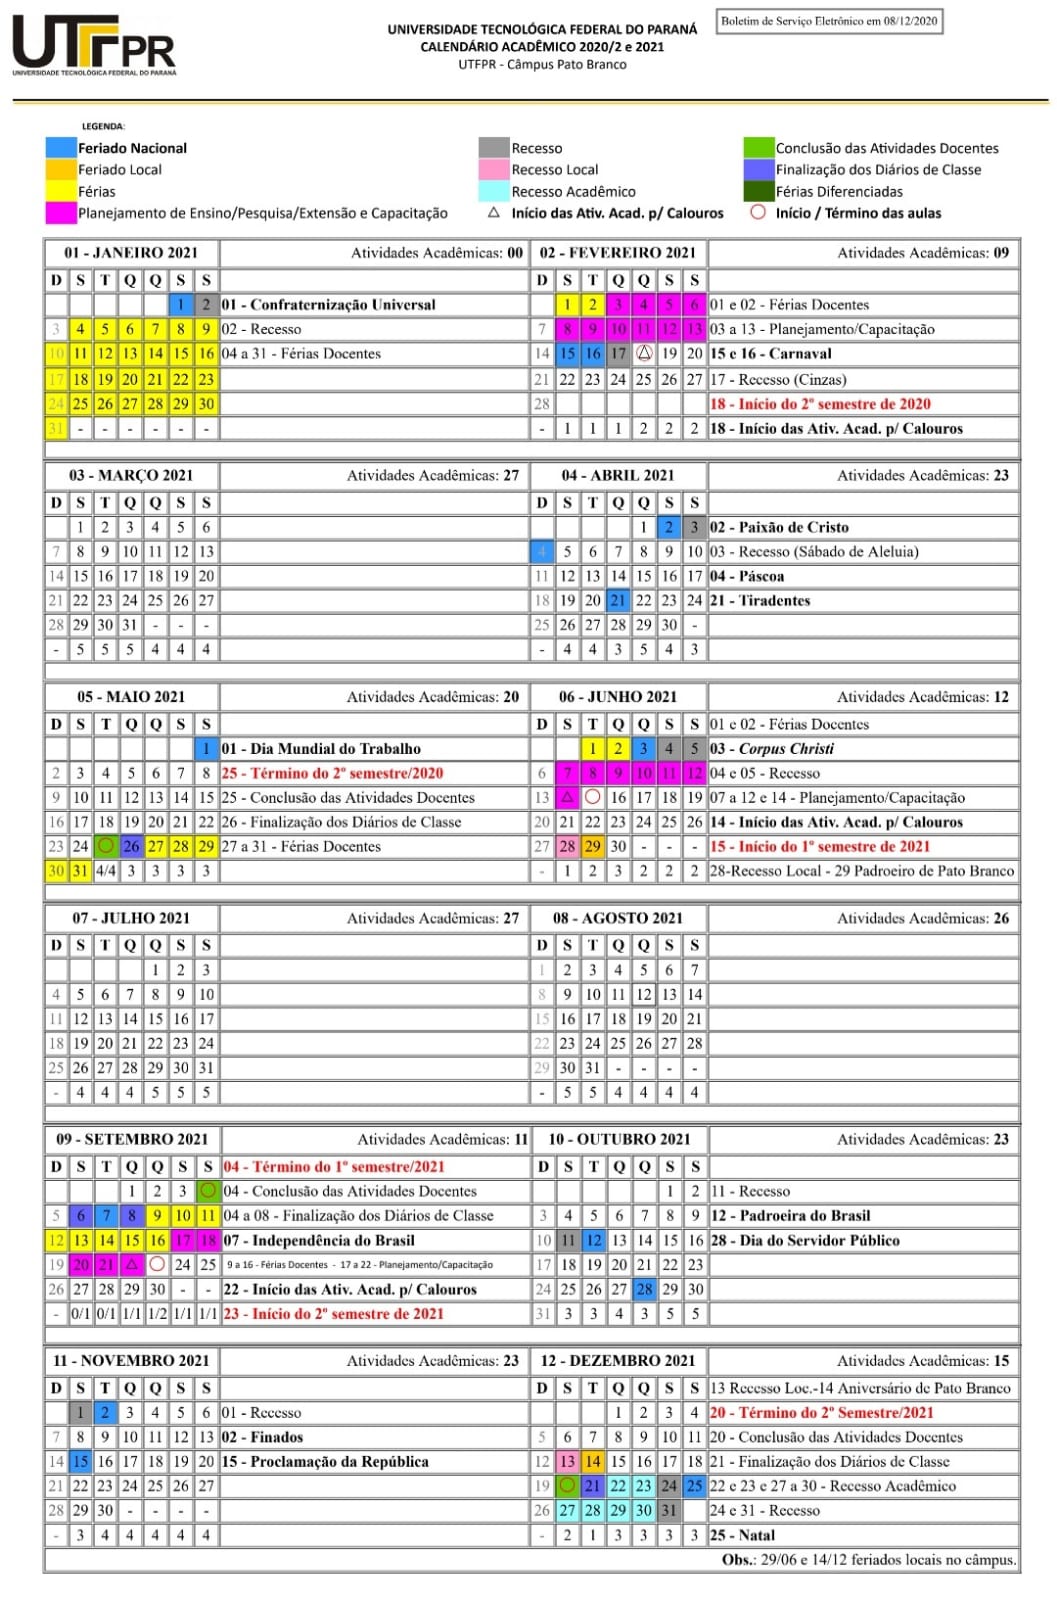 UTFPR
UNIVERSIDADE TECNOLÓGICA FEDERAL DO PARANÁ
UNIVERSIDADE TECNOLÓGICA FEDERAL DO PARANÁ
CALENDÁRIO ACADÊMICO 2020/2 e 2021
UTFPR - Câmpus Pato Branco
Boletim de Serviço Eletrônico em 08/12/2020
LEGENDA:
Feriado Nacional Recesso Conclusão das Atividades Docentes
Feriado Local Recesso Local Finalização dos Diários de Classe
Férias Recesso Acadêmico Férias Diferenciadas
Planejamento de Ensino/Pesquisa/Extensão e Capacitação △ Início das Ativ. Acad. p/ Calouros ○ Início / Término das aulas
01 - JANEIRO 2021 Atividades Acadêmicas: 00
D S T Q Q S S
1 2 01 - Confraternização Universal
3 4 5 6 7 8 9 02 - Recesso
10 11 12 13 14 15 16 04 a 31 - Férias Docentes
17 18 19 20 21 22 23
24 25 26 27 28 29 30
31 - - - - - -
02 - FEVEREIRO 2021 Atividades Acadêmicas: 09
D S T Q Q S S
1 2 3 4 5 6 01 e 02 - Férias Docentes
7 8 9 10 11 12 13 03 a 13 - Planejamento/Capacitação
14 15 16 17 △ 19 20 15 e 16 - Carnaval
21 22 23 24 25 26 27 17 - Recesso (Cinzas)
28 18 - Início do 2º semestre de 2020
- 1 1 1 2 2 2 18 - Início das Ativ. Acad. p/ Calouros
03 - MARÇO 2021 Atividades Acadêmicas: 27
D S T Q Q S S
1 2 3 4 5 6
7 8 9 10 11 12 13
14 15 16 17 18 19 20
21 22 23 24 25 26 27
28 29 30 31 - - -
- 5 5 5 4 4 4
04 - ABRIL 2021 Atividades Acadêmicas: 23
D S T Q Q S S
1 2 3 02 - Paixão de Cristo
4 5 6 7 8 9 10 03 - Recesso (Sábado de Aleluia)
11 12 13 14 15 16 17 04 - Páscoa
18 19 20 21 22 23 24 21 - Tiradentes
25 26 27 28 29 30 -
- 4 4 3 5 4 3
05 - MAIO 2021 Atividades Acadêmicas: 20
D S T Q Q S S
1 01 - Dia Mundial do Trabalho
2 3 4 5 6 7 8 25 - Término do 2º semestre/2020
9 10 11 12 13 14 15 25 - Conclusão das Atividades Docentes
16 17 18 19 20 21 22 26 - Finalização dos Diários de Classe
23 24 ○ 26 27 28 29 27 a 31 - Férias Docentes
30 31 4/4 3 3 3 3
06 - JUNHO 2021 Atividades Acadêmicas: 12
D S T Q Q S S 01 e 02 - Férias Docentes
1 2 3 4 5 03 - Corpus Christi
6 7 8 9 10 11 12 04 e 05 - Recesso
13 △ ○ 16 17 18 19 07 a 12 e 14 - Planejamento/Capacitação
20 21 22 23 24 25 26 14 - Início das Ativ. Acad. p/ Calouros
27 28 29 30 - - - 15 - Início do 1º semestre de 2021
- 1 2 3 2 2 2 28-Recesso Local - 29 Padroeiro de Pato Branco
07 - JULHO 2021 Atividades Acadêmicas: 27
D S T Q Q S S
1 2 3
4 5 6 7 8 9 10
11 12 13 14 15 16 17
18 19 20 21 22 23 24
25 26 27 28 29 30 31
- 4 4 4 5 5 5
08 - AGOSTO 2021 Atividades Acadêmicas: 26
D S T Q Q S S
1 2 3 4 5 6 7
8 9 10 11 12 13 14
15 16 17 18 19 20 21
22 23 24 25 26 27 28
29 30 31 - - - -
- 5 5 4 4 4 4
09 - SETEMBRO 2021 Atividades Acadêmicas: 11
D S T Q Q S S 04 - Término do 1º semestre/2021
1 2 3 ○ 04 - Conclusão das Atividades Docentes
5 6 7 8 9 10 11 04 a 08 - Finalização dos Diários de Classe
12 13 14 15 16 17 18 07 - Independência do Brasil
19 20 21 △ ○ 24 25 9 a 16 - Férias Docentes - 17 a 22 - Planejamento/Capacitação
26 27 28 29 30 - - 22 - Início das Ativ. Acad. p/ Calouros
- 0/1 0/1 1/1 1/2 1/1 1/1 23 - Início do 2º semestre de 2021
10 - OUTUBRO 2021 Atividades Acadêmicas: 23
D S T Q Q S S
1 2 11 - Recesso
3 4 5 6 7 8 9 12 - Padroeira do Brasil
10 11 12 13 14 15 16 28 - Dia do Servidor Público
17 18 19 20 21 22 23
24 25 26 27 28 29 30
31 3 3 4 3 5 5
11 - NOVEMBRO 2021 Atividades Acadêmicas: 23
D S T Q Q S S
1 2 3 4 5 6 01 - Recesso
7 8 9 10 11 12 13 02 - Finados
14 15 16 17 18 19 20 15 - Proclamação da República
21 22 23 24 25 26 27
28 29 30 - - - -
- 3 4 4 4 4 4
12 - DEZEMBRO 2021 Atividades Acadêmicas: 15
D S T Q Q S S 13 Recesso Loc.-14 Aniversário de Pato Branco
1 2 3 4 20 - Término do 2º Semestre/2021
5 6 7 8 9 10 11 20 - Conclusão das Atividades Docentes
12 13 14 15 16 17 18 21 - Finalização dos Diários de Classe
19 ○ 21 22 23 24 25 22 e 23 e 27 a 30 - Recesso Acadêmico
26 27 28 29 30 31 24 e 31 - Recesso
- 2 1 3 3 3 3 25 - Natal
Obs.: 29/06 e 14/12 feriados locais no câmpus.